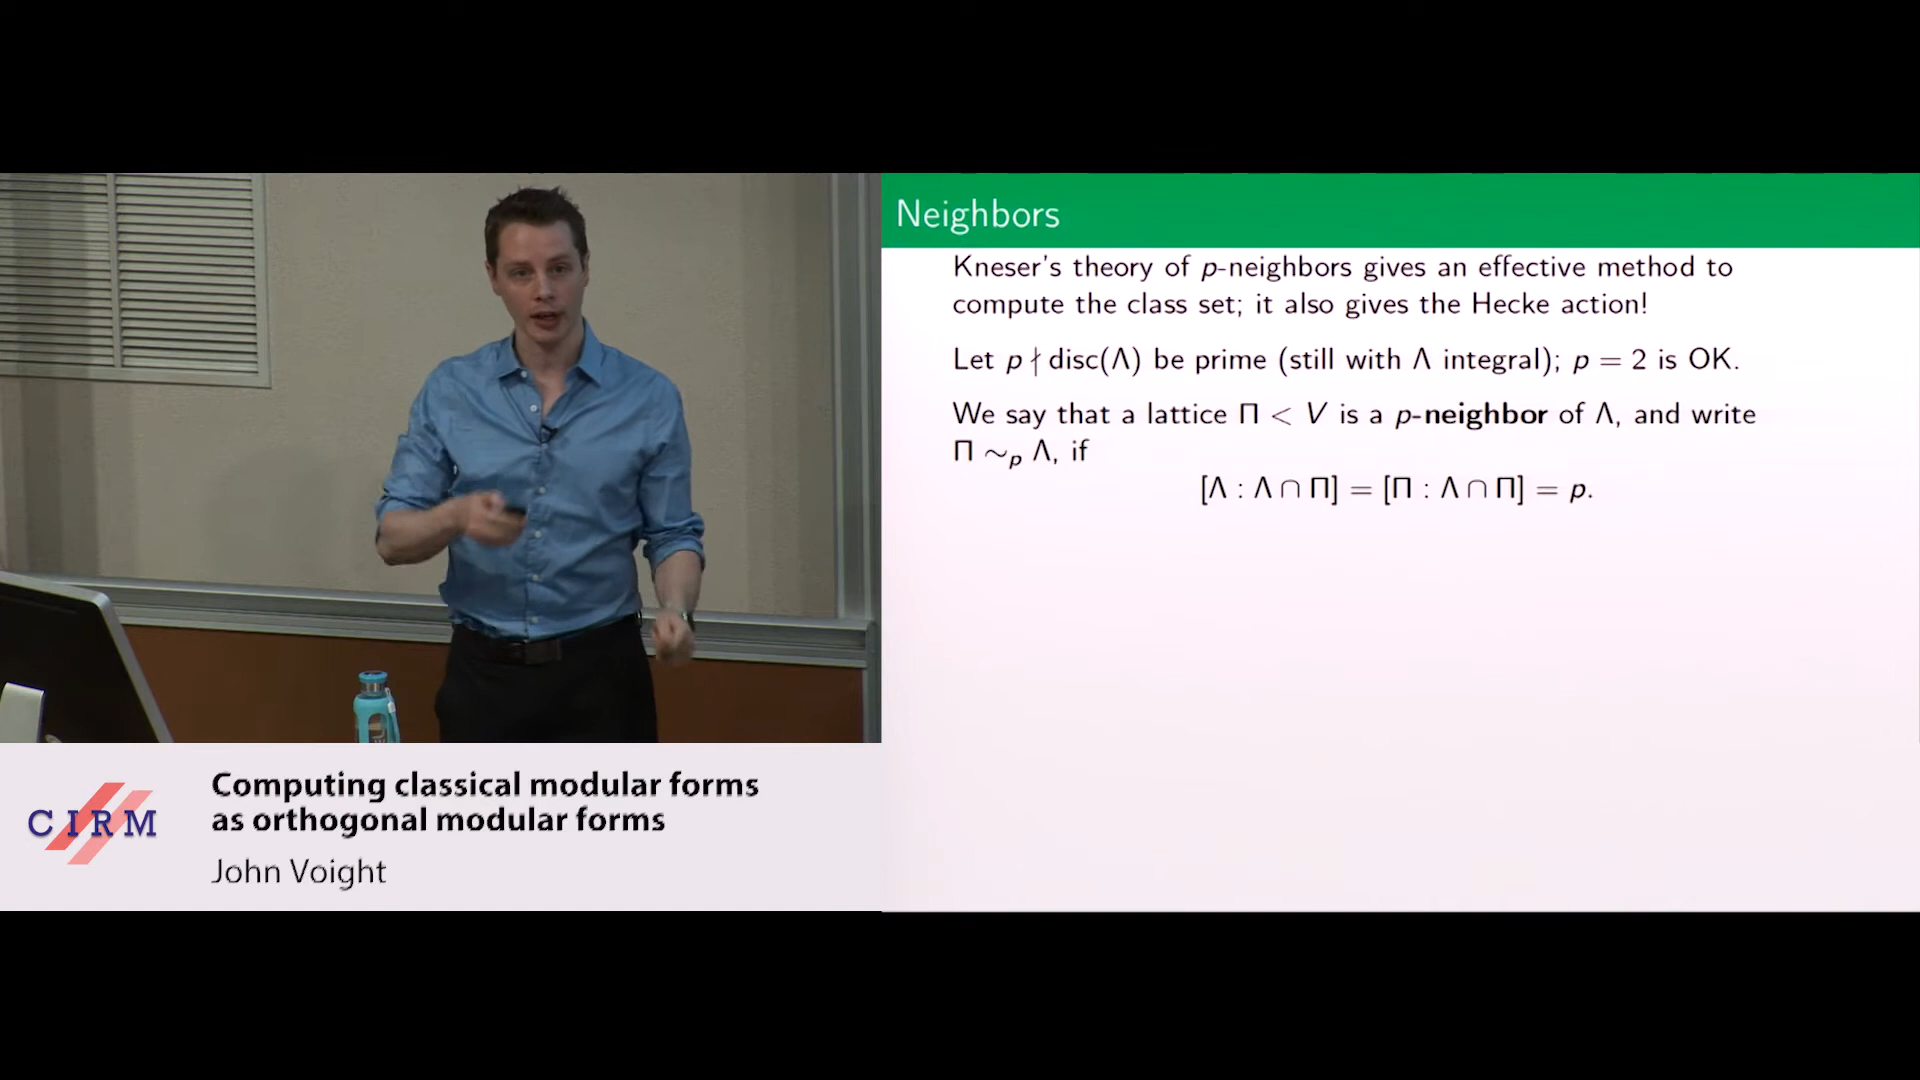 Neighbors
Kneser's theory of p-neighbors gives an effective method to
compute the class set; it also gives the Hecke action!
Let p ∤ disc(Λ) be prime (still with Λ integral); p = 2 is OK.
We say that a lattice Π < V is a p-neighbor of Λ, and write
Π ∼ₚ Λ, if
[Λ : Λ ∩ Π] = [Π : Λ ∩ Π] = p.
CIRM
Computing classical modular forms
as orthogonal modular forms
John Voight